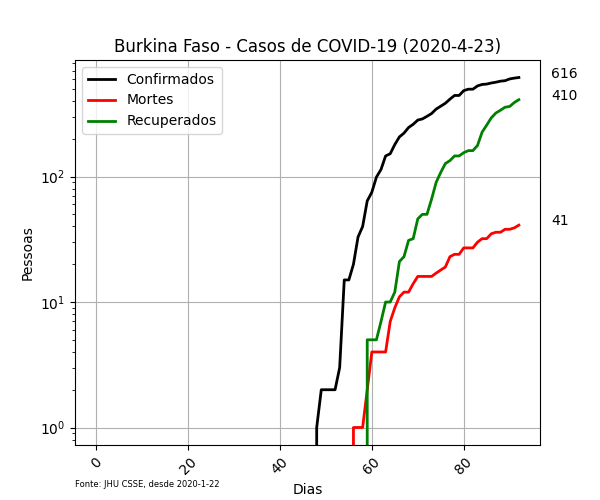 Burkina Faso - Casos de COVID-19 (2020-4-23)
Confirmados
Mortes
Recuperados
616
410
41
10²
10¹
10⁰
Pessoas
0
20
40
60
80
Dias
Fonte: JHU CSSE, desde 2020-1-22